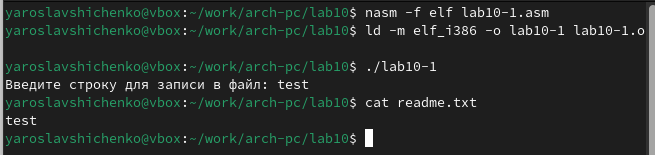 yaroslavshichenko@vbox:~/work/arch-pc/lab10$ nasm -f elf lab10-1.asm
yaroslavshichenko@vbox:~/work/arch-pc/lab10$ ld -m elf_i386 -o lab10-1 lab10-1.o
yaroslavshichenko@vbox:~/work/arch-pc/lab10$ ./lab10-1
Введите строку для записи в файл: test
yaroslavshichenko@vbox:~/work/arch-pc/lab10$ cat readme.txt
test
yaroslavshichenko@vbox:~/work/arch-pc/lab10$